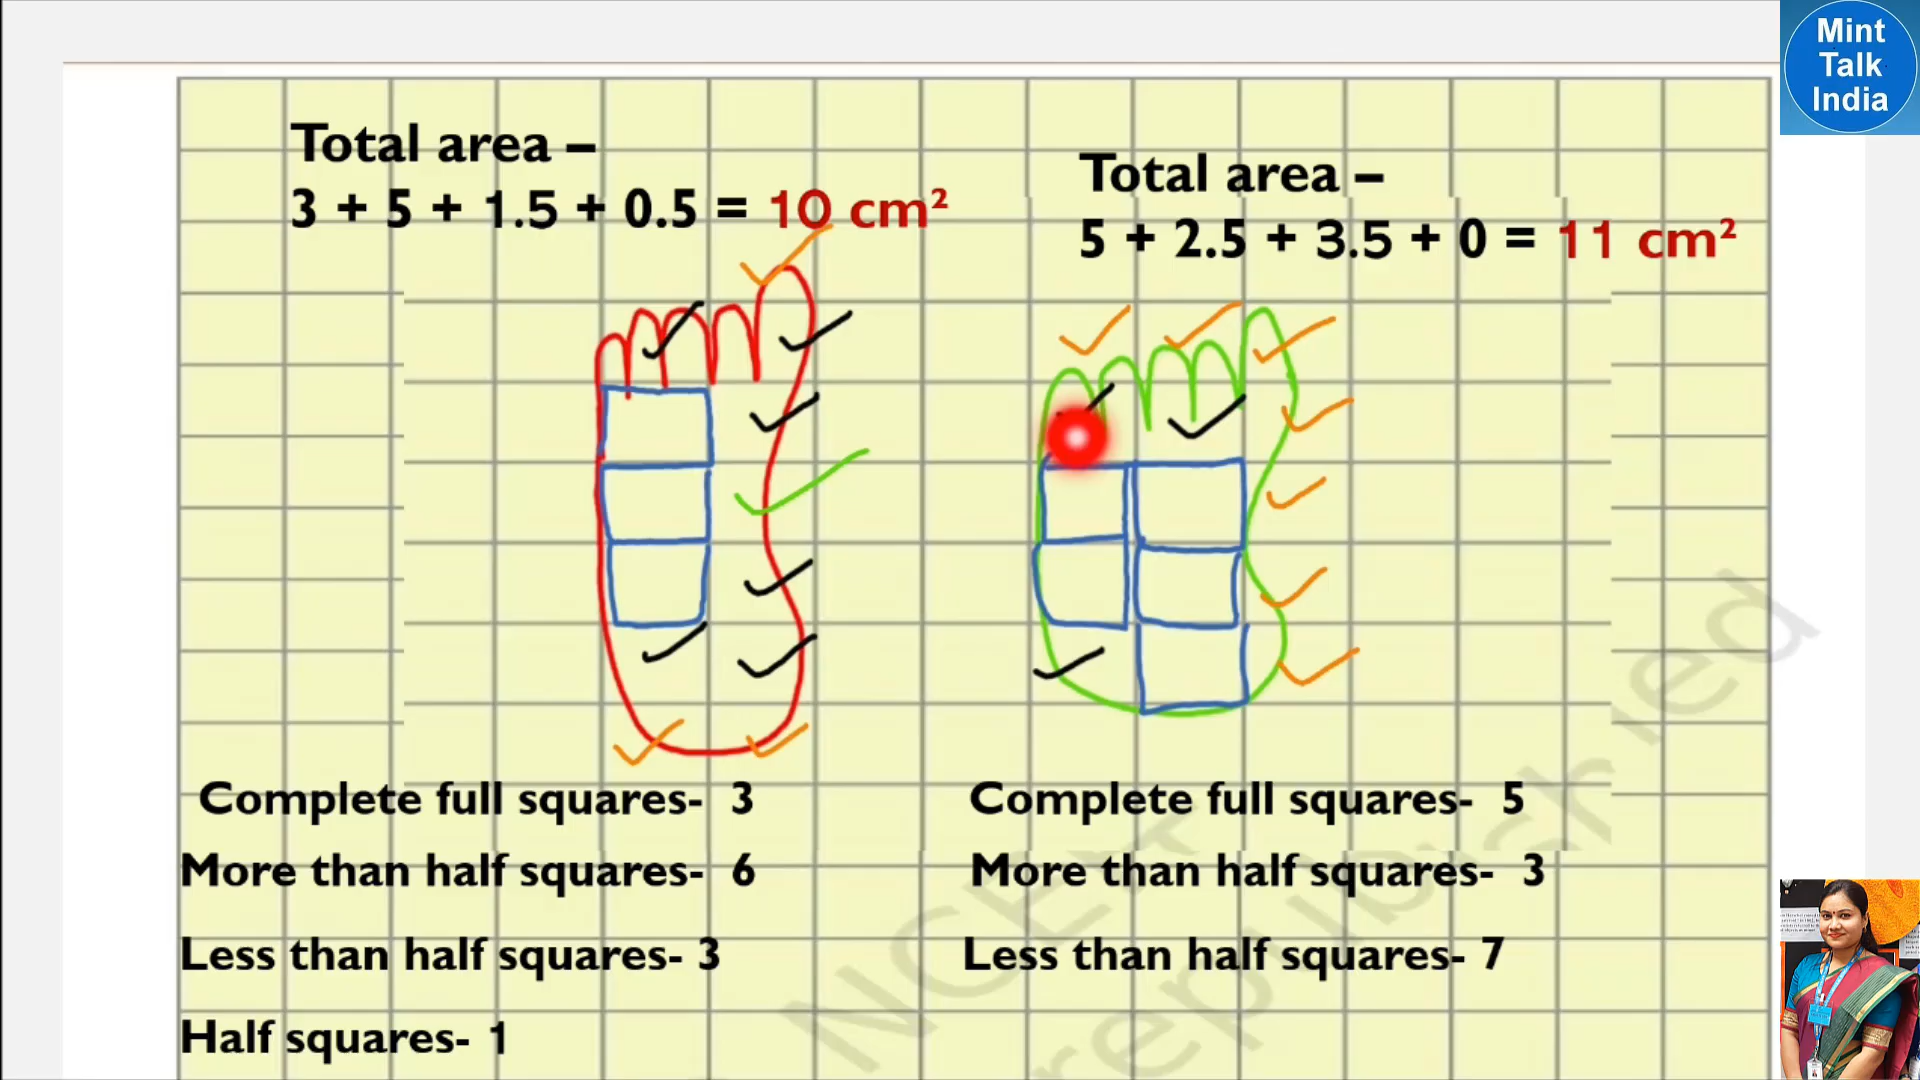 Mint
Talk
India
Total area –
3 + 5 + 1.5 + 0.5 = 10 cm²
Total area –
5 + 2.5 + 3.5 + 0 = 11 cm²
Complete full squares- 3
More than half squares- 6
Less than half squares- 3
Half squares- 1
Complete full squares- 5
More than half squares- 3
Less than half squares- 7
NCERT
republished